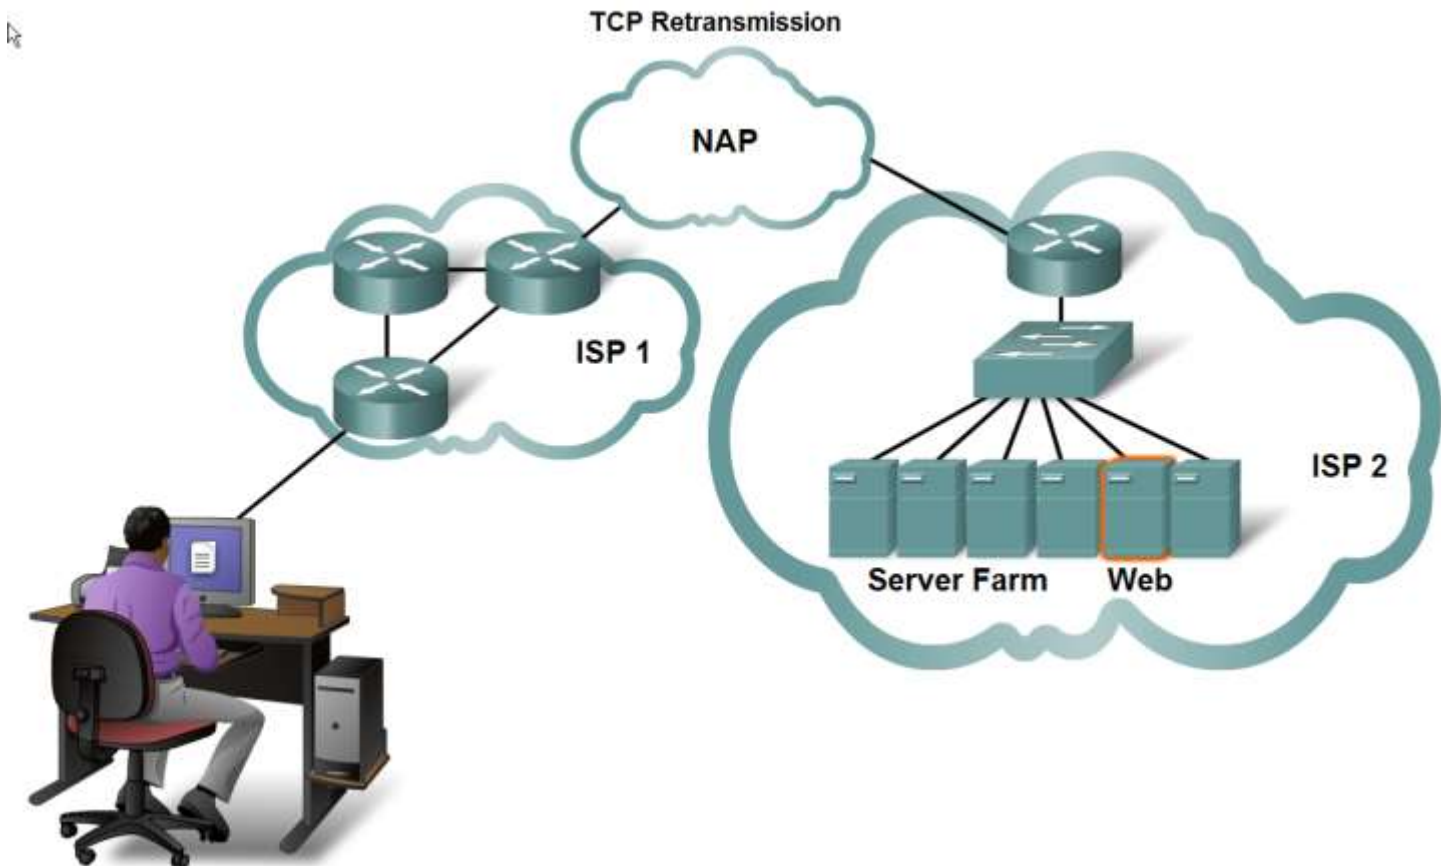 TCP Retransmission
NAP
ISP 1
ISP 2
Server Farm
Web